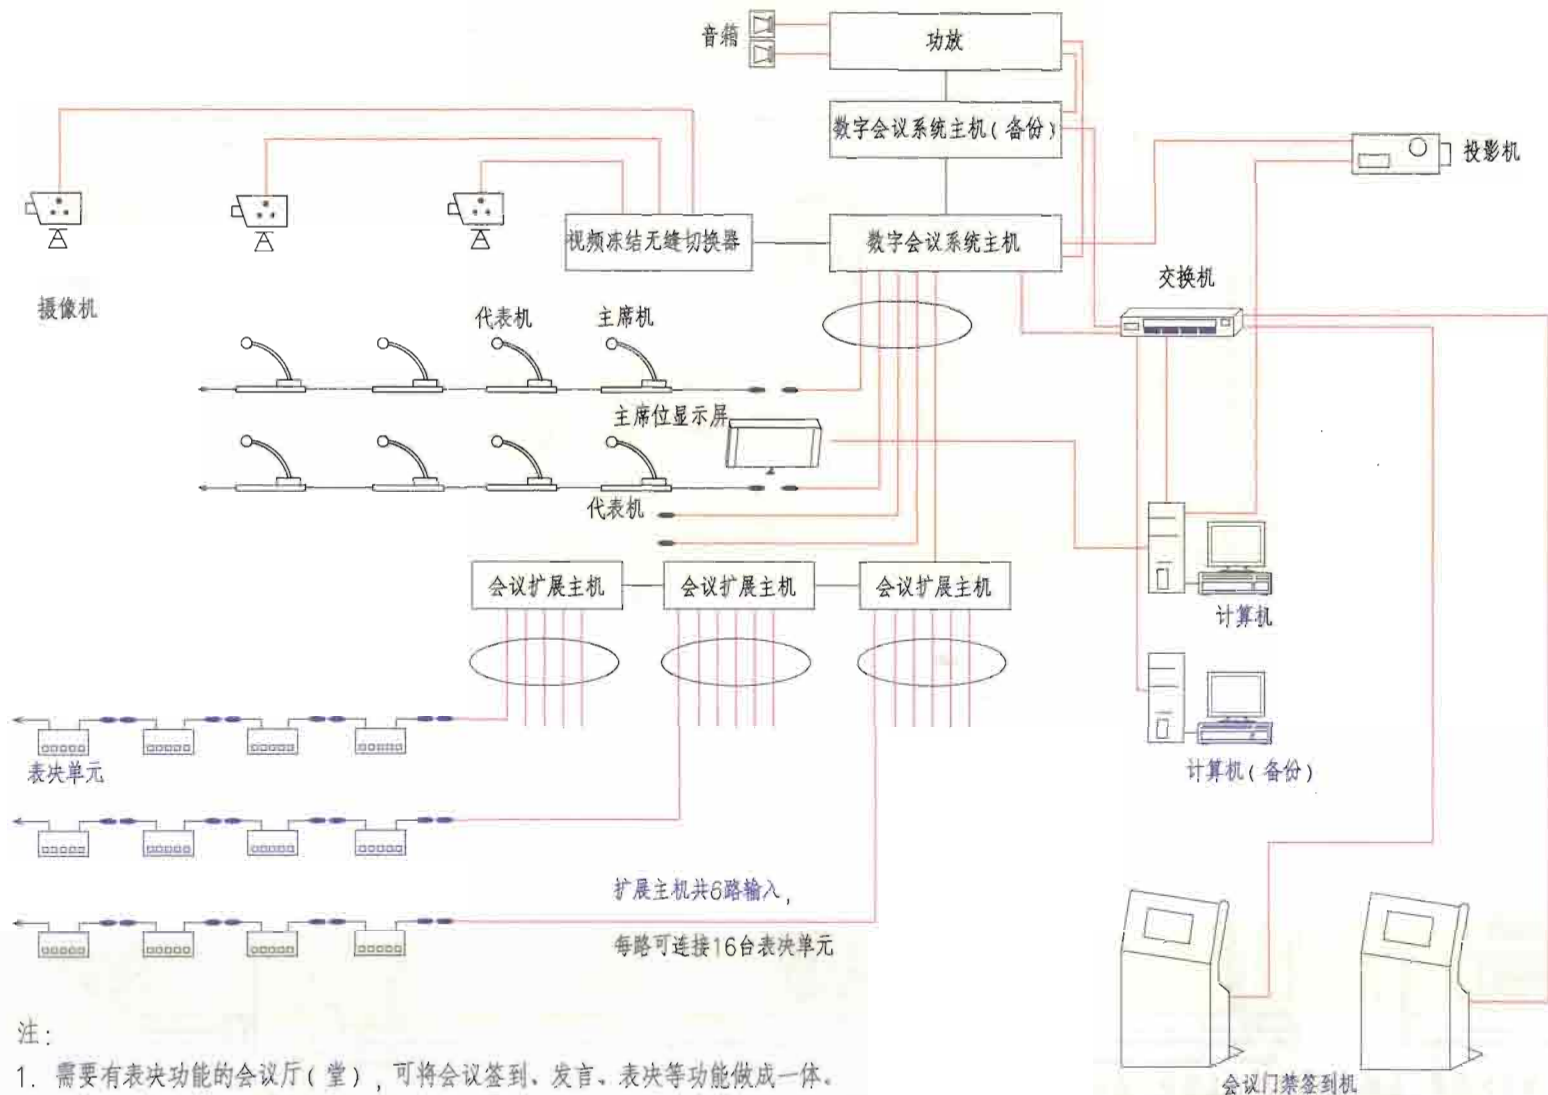 音箱
功放
数字会议系统主机(备份)
投影机
视频冻结无缝切换器
数字会议系统主机
交换机
摄像机
代表机
主席机
主席位显示屏
代表机
会议扩展主机
会议扩展主机
会议扩展主机
计算机
计算机(备份)
表决单元
扩展主机共6路输入,
每路可连接16台表决单元
会议门禁签到机
注:
1. 需要有表决功能的会议厅(堂),可将会议签到、发言、表决等功能做成一体。